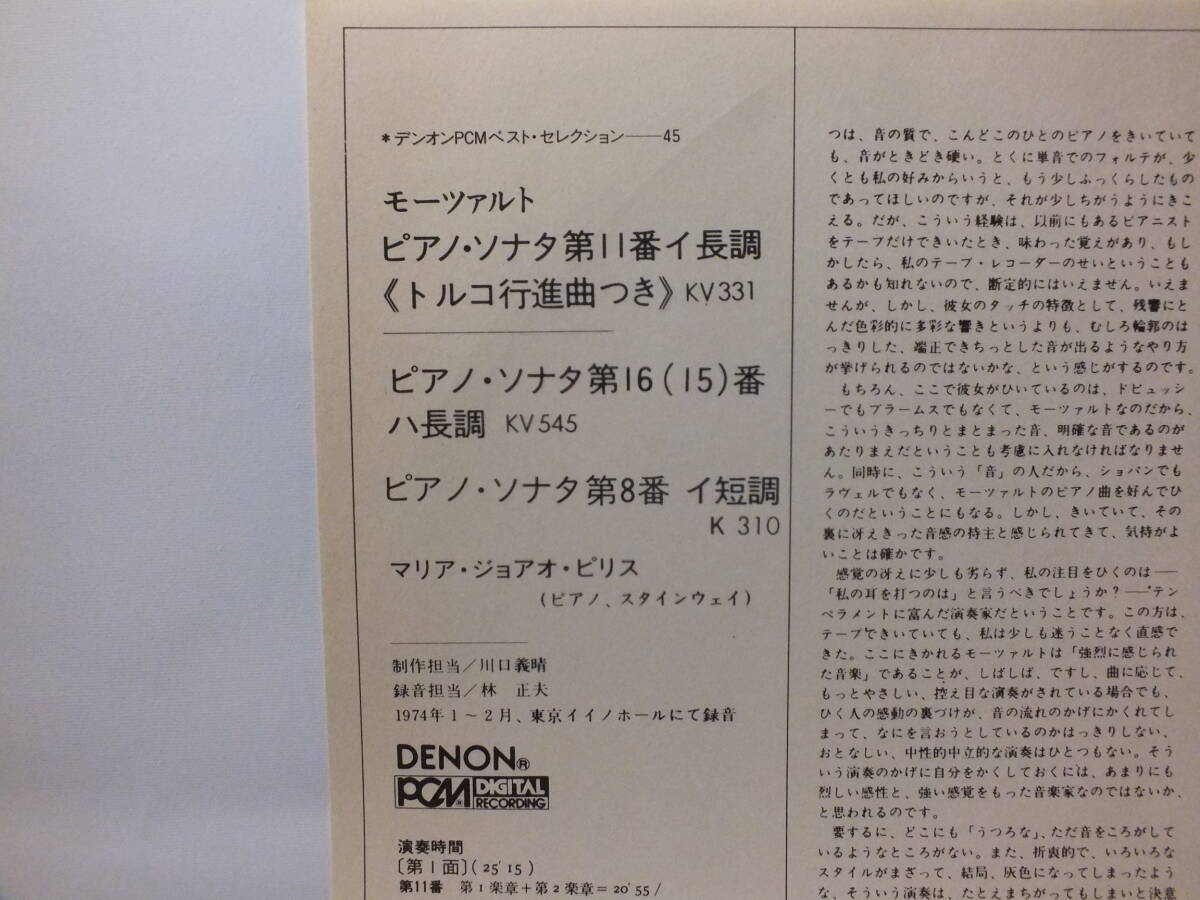 *デンオンPCMベスト・セレクション——45
モーツァルト
ピアノ・ソナタ第11番イ長調
《トルコ行進曲つき》KV331
ピアノ・ソナタ第16(15)番
ハ長調 KV545
ピアノ・ソナタ第8番 イ短調
K 310
マリア・ジョアオ・ピリス
(ピアノ、スタインウェイ)
制作担当/川口義晴
録音担当/林 正夫
1974年1～2月、東京イイノホールにて録音
DENON®
PCM DIGITAL
RECORDING
演奏時間
〔第1面〕(25′15)
第11番 第1楽章+第2楽章=20′55/
つは、音の質で、こんどこのひとのピアノをきいていて
も、音がときどき硬い。とくに単音でのフォルテが、少
くとも私の好みからいうと、もう少しふっくらしたもの
であってほしいのですが、それが少しちがうようにきこ
える。だが、こういう経験は、以前にもあるピアニスト
をテープだけできいたとき、味わった覚えがあり、もし
かしたら、私のテープ・レコーダーのせいということも
あるかも知れないので、断定的にはいえません。いえま
せんが、しかし、彼女のタッチの特徴として、残響にと
んだ色彩的に多彩な響きというよりも、むしろ輪郭のは
っきりした、端正できちっとした音が出るようなやり方
が挙げられるのではないかな、という感じがするのです。
もちろん、ここで彼女がひいているのは、ドビュッシ
ーでもブラームスでもなくて、モーツァルトなのだから、
こういうきっちりとまとまった音、明確な音であるのが
あたりまえだということも考慮に入れなければなりませ
ん。同時に、こういう「音」の人だから、ショパンでも
ラヴェルでもなく、モーツァルトのピアノ曲を好んでひ
くのだということにもなる。しかし、きいていて、その
裏に冴えきった音感の持主と感じられてきて、気持がよ
いことは確かです。
感覚の冴えに少しも劣らず、私の注目をひくのは——
「私の耳を打つのは」と言うべきでしょうか?——テン
ペラメントに富んだ演奏家だということです。この方は、
テープできいていても、私は少しも迷うことなく直感で
きた。ここにきかれるモーツァルトは「強烈に感じられ
た音楽」であることが、しばしば、ですし、曲に応じて、
もっとやさしい、控え目な演奏がされている場合でも、
ひく人の感動の裏づけが、音の流れのかげにかくれてし
まって、なにを言おうとしているのかはっきりしない、
おとなしい、中性的中立的な演奏はひとつもない。そう
いう演奏のかげに自分をかくしておくには、あまりにも
烈しい感性と、強い感覚をもった音楽家なのではないか、
と思われるのです。
要するに、どこにも「うつろな」、ただ音をころがして
いるようなところがない。また、折衷的で、いろいろな
スタイルがまざって、結局、灰色になってしまったよう
な、そういう演奏は、たとえまちがってもしまいと決意